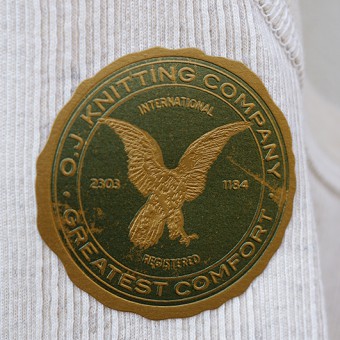 O.J. KNITTING COMPANY
INTERNATIONAL
2303 1184
REGISTERED
GREATEST COMFORT